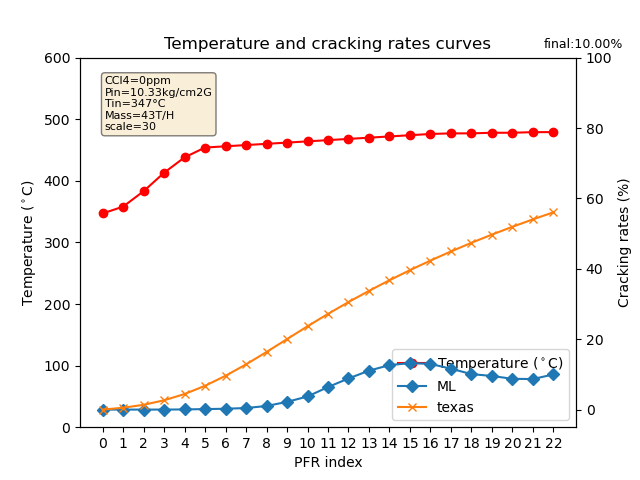 Temperature and cracking rates curves
final:10.00%
CCl4=0ppm
Pin=10.33kg/cm2G
Tin=347°C
Mass=43T/H
scale=30
Temperature (°C)
600
500
400
300
200
100
0
100
80
60
40
20
0
Cracking rates (%)
Temperature (°C)
ML
texas
0 1 2 3 4 5 6 7 8 9 10 11 12 13 14 15 16 17 18 19 20 21 22
PFR index